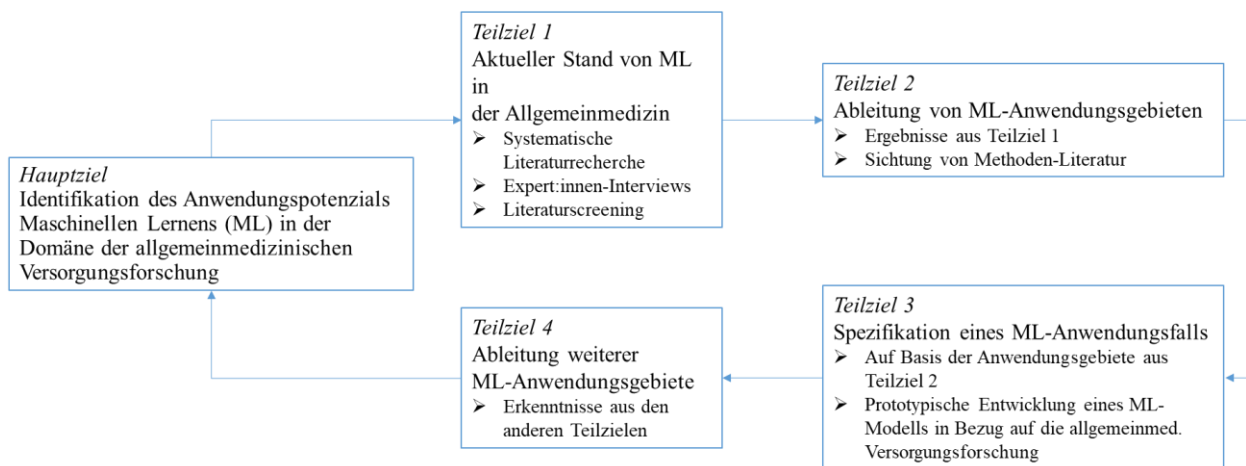 Hauptziel
Identifikation des Anwendungspotenzials
Maschinellen Lernens (ML) in der
Domäne der allgemeinmedizinischen
Versorgungsforschung
Teilziel 1
Aktueller Stand von ML
in
der Allgemeinmedizin
➢ Systematische
Literaturrecherche
➢ Expert:innen-Interviews
➢ Literaturscreening
Teilziel 2
Ableitung von ML-Anwendungsgebieten
➢ Ergebnisse aus Teilziel 1
➢ Sichtung von Methoden-Literatur
Teilziel 3
Spezifikation eines ML-Anwendungsfalls
➢ Auf Basis der Anwendungsgebiete aus
Teilziel 2
➢ Prototypische Entwicklung eines ML-
Modells in Bezug auf die allgemeinmed.
Versorgungsforschung
Teilziel 4
Ableitung weiterer
ML-Anwendungsgebiete
➢ Erkenntnisse aus den
anderen Teilzielen